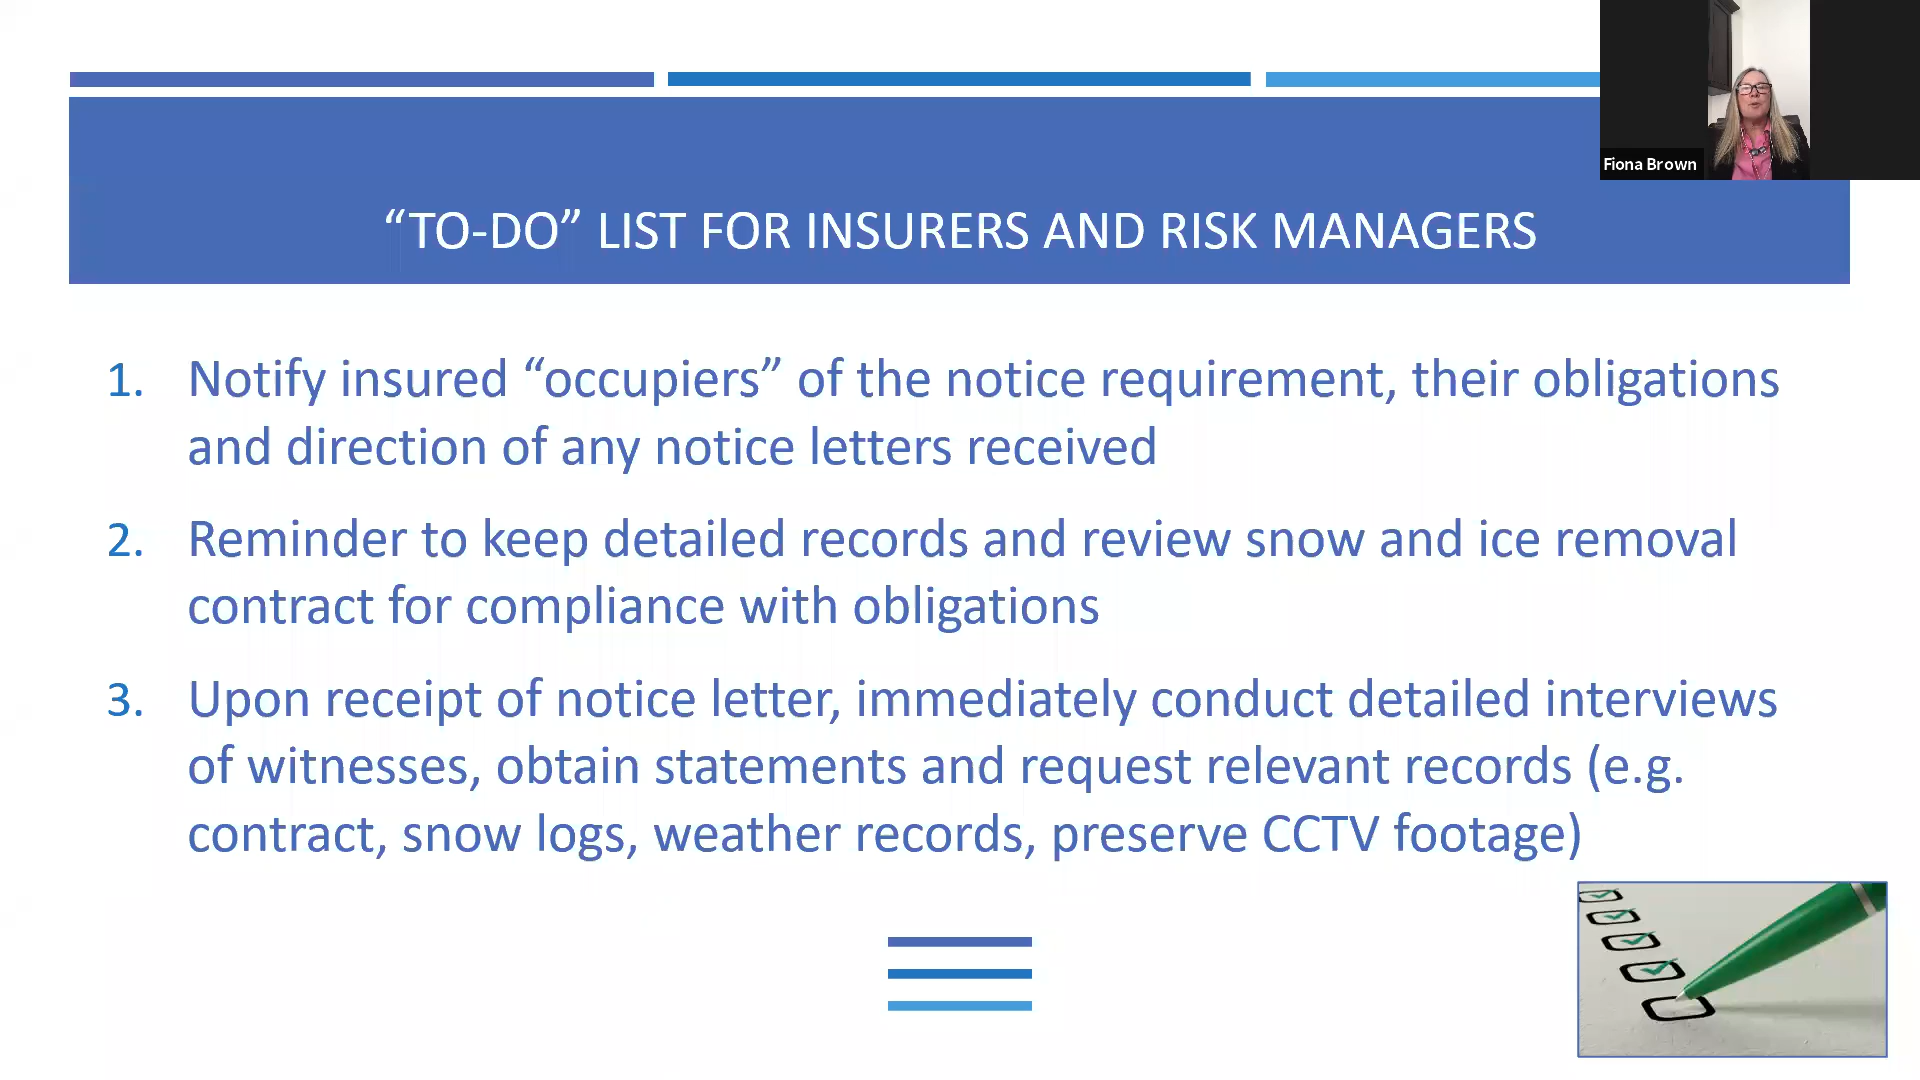 Fiona Brown
“TO-DO” LIST FOR INSURERS AND RISK MANAGERS
1. Notify insured “occupiers” of the notice requirement, their obligations
and direction of any notice letters received
2. Reminder to keep detailed records and review snow and ice removal
contract for compliance with obligations
3. Upon receipt of notice letter, immediately conduct detailed interviews
of witnesses, obtain statements and request relevant records (e.g.
contract, snow logs, weather records, preserve CCTV footage)